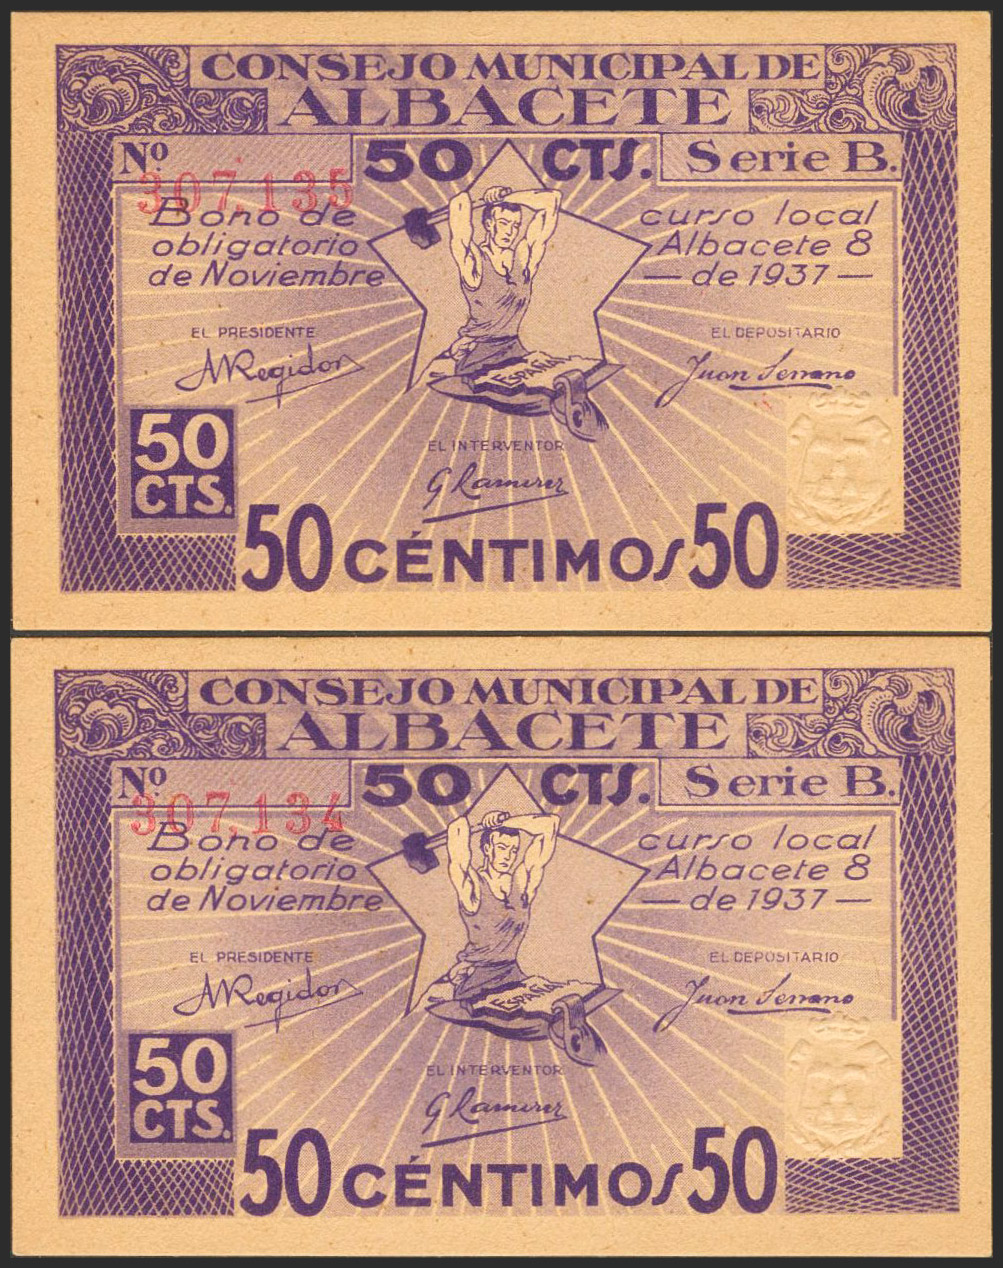 CONSEJO MUNICIPAL DE
ALBACETE
Nº 307,135
50 CTS.
Serie B.
Bono de curso local
obligatorio Albacete 8
de Noviembre — de 1937 —
EL PRESIDENTE
EL DEPOSITARIO
A Regidor
Juan Serrano
ESPAÑA
50
CTS.
EL INTERVENTOR
G Ramirez
50 CÉNTIMOS 50
CONSEJO MUNICIPAL DE
ALBACETE
Nº 307,134
50 CTS.
Serie B.
Bono de curso local
obligatorio Albacete 8
de Noviembre — de 1937 —
EL PRESIDENTE
EL DEPOSITARIO
A Regidor
Juan Serrano
ESPAÑA
50
CTS.
EL INTERVENTOR
G Ramirez
50 CÉNTIMOS 50